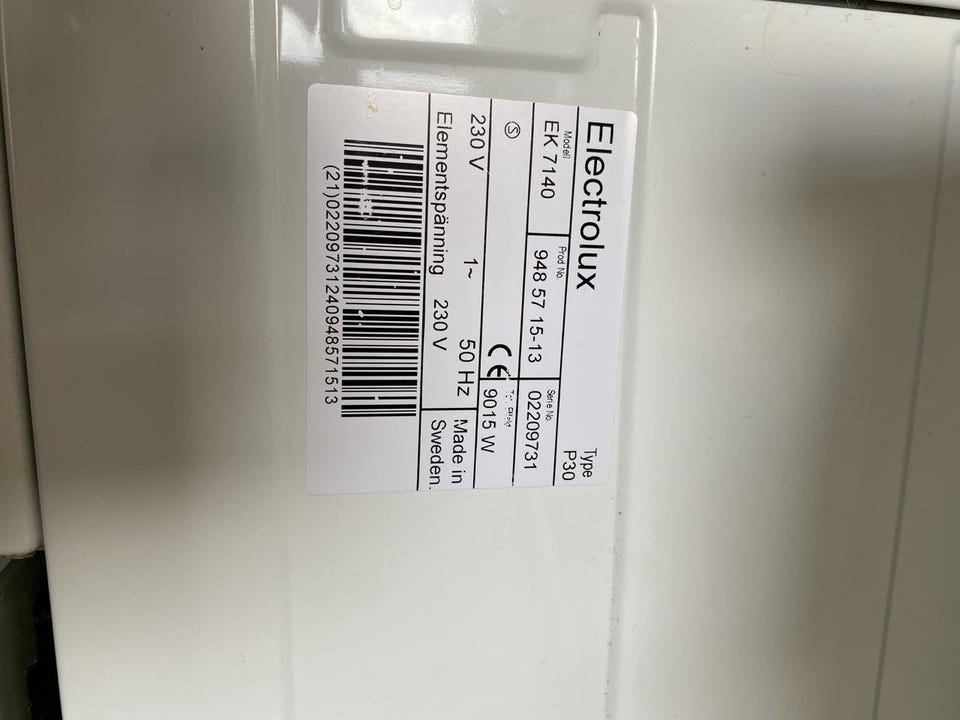 Electrolux
Type
P30
Modell
Prod No.
Serie No.
EK 7140
948 57 15-13
02209731
S
CE
9015 W
230 V 1~ 50 Hz
Elementspänning 230 V
Made in
Sweden.
(21)02209731240948571513